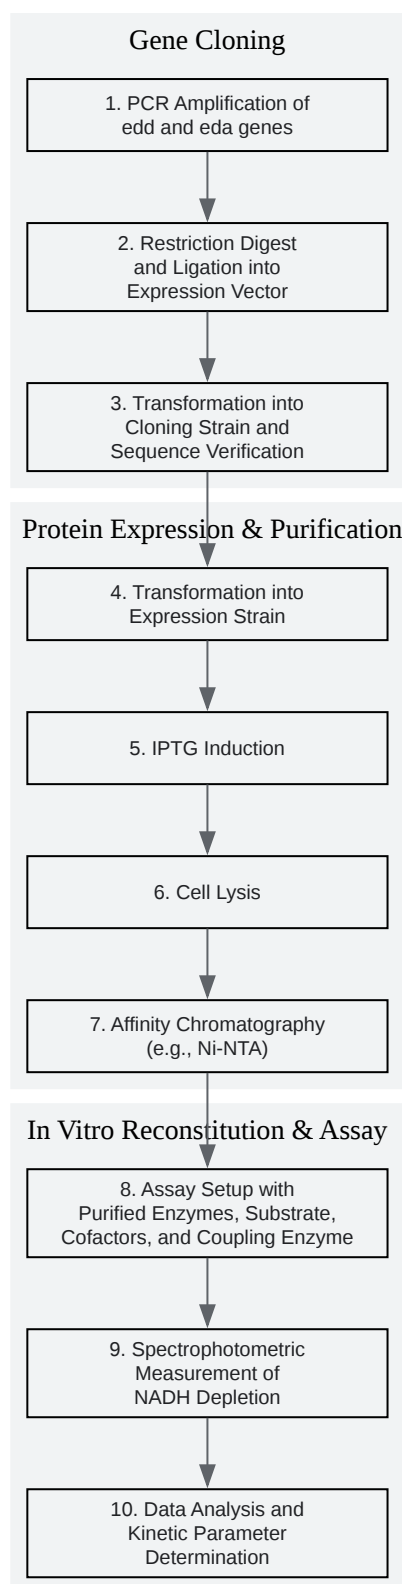 Gene Cloning
1. PCR Amplification of
edd and eda genes
2. Restriction Digest
and Ligation into
Expression Vector
3. Transformation into
Cloning Strain and
Sequence Verification
Protein Expression & Purification
4. Transformation into
Expression Strain
5. IPTG Induction
6. Cell Lysis
7. Affinity Chromatography
(e.g., Ni-NTA)
In Vitro Reconstitution & Assay
8. Assay Setup with
Purified Enzymes, Substrate,
Cofactors, and Coupling Enzyme
9. Spectrophotometric
Measurement of
NADH Depletion
10. Data Analysis and
Kinetic Parameter
Determination